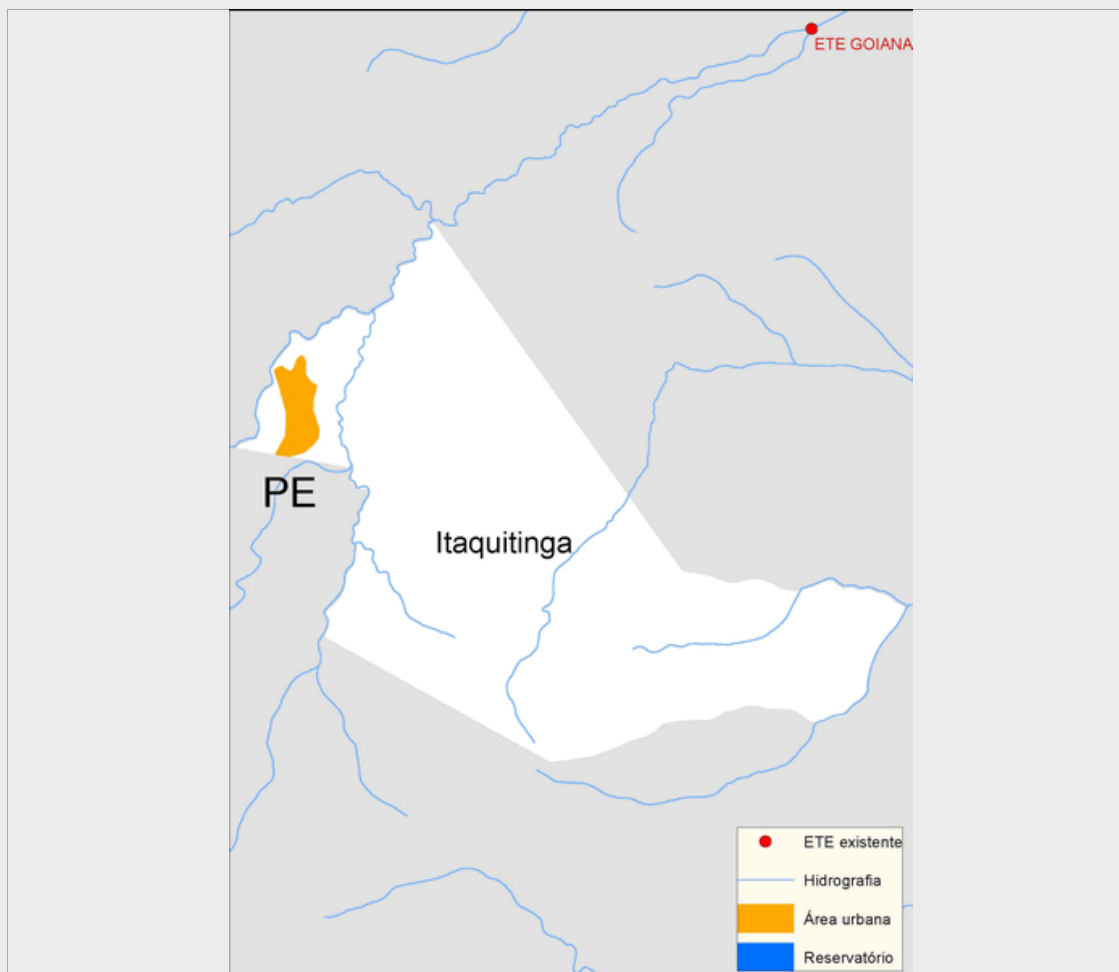 ETE GOIANA
PE
Itaquitinga
ETE existente
Hidrografia
Área urbana
Reservatório